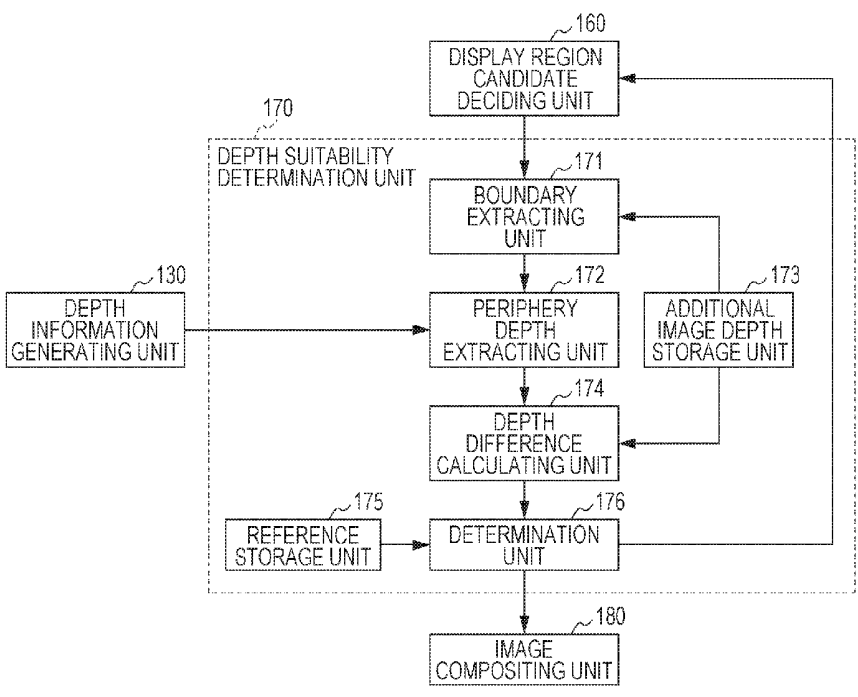 160
DISPLAY REGION
CANDIDATE
DECIDING UNIT
170
DEPTH SUITABILITY
DETERMINATION UNIT
171
BOUNDARY
EXTRACTING
UNIT
130
DEPTH
INFORMATION
GENERATING UNIT
172
PERIPHERY
DEPTH
EXTRACTING UNIT
173
ADDITIONAL
IMAGE DEPTH
STORAGE UNIT
174
DEPTH
DIFFERENCE
CALCULATING UNIT
175
REFERENCE
STORAGE UNIT
176
DETERMINATION
UNIT
180
IMAGE
COMPOSITING UNIT